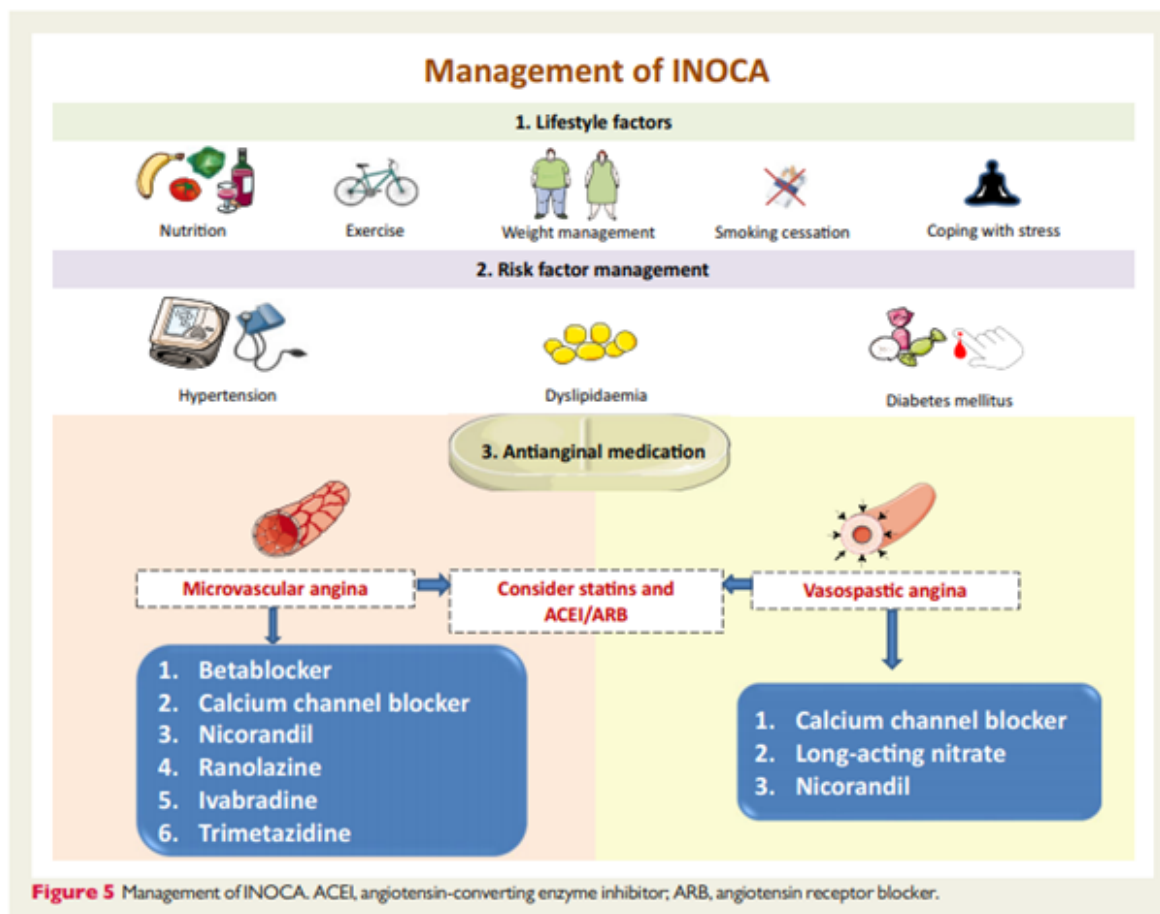 Management of INOCA
1. Lifestyle factors
Nutrition
Exercise
Weight management
Smoking cessation
Coping with stress
2. Risk factor management
Hypertension
Dyslipidaemia
Diabetes mellitus
3. Antianginal medication
Microvascular angina
Consider statins and
ACEI/ARB
Vasospastic angina
1. Betablocker
2. Calcium channel blocker
3. Nicorandil
4. Ranolazine
5. Ivabradine
6. Trimetazidine
1. Calcium channel blocker
2. Long-acting nitrate
3. Nicorandil
Figure 5 Management of INOCA. ACEI, angiotensin-converting enzyme inhibitor; ARB, angiotensin receptor blocker.